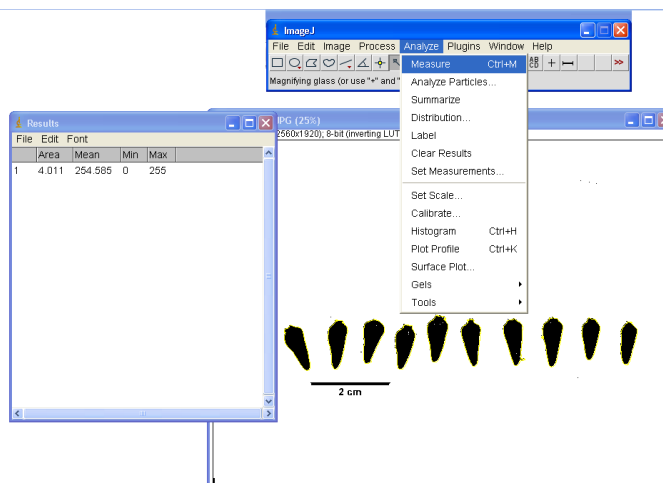 ImageJ
File Edit Image Process Analyze Plugins Window Help
Magnifying glass (or use "+" and "
Measure Ctrl+M
Analyze Particles...
Summarize
Distribution...
Label
Clear Results
Set Measurements...
Set Scale...
Calibrate...
Histogram Ctrl+H
Plot Profile Ctrl+K
Surface Plot...
Gels
Tools
Results
File Edit Font
Area Mean Min Max
1 4.011 254.585 0 255
IPG (25%)
2560x1920); 8-bit (inverting LUT
2 cm